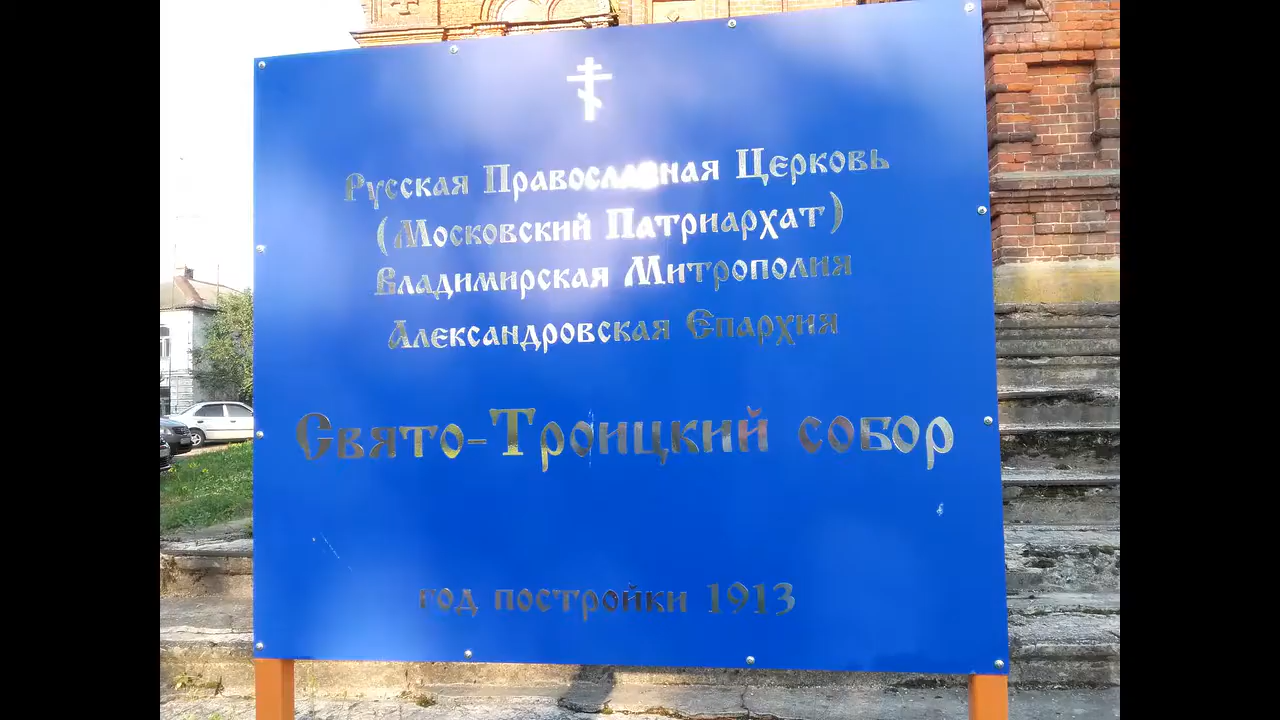 Русская Православная Церковь
(Московский Патриархат)
Владимирская Митрополия
Александровская Епархия
Свято-Троицкий собор
год постройки 1913